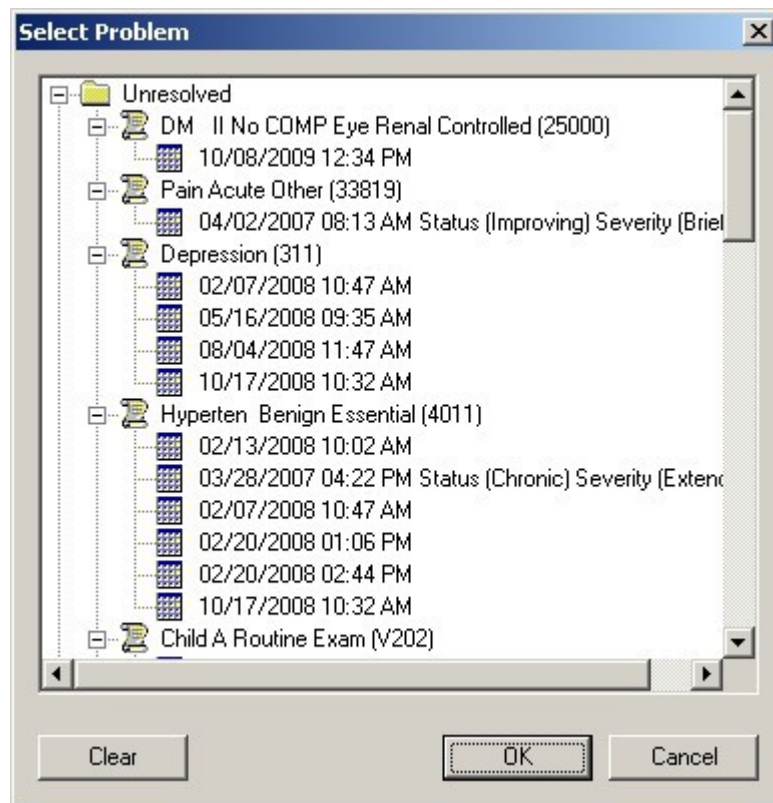 Select Problem
Unresolved
DM II No COMP Eye Renal Controlled (25000)
10/08/2009 12:34 PM
Pain Acute Other (33819)
04/02/2007 08:13 AM Status (Improving) Severity (Brief
Depression (311)
02/07/2008 10:47 AM
05/16/2008 09:35 AM
08/04/2008 11:47 AM
10/17/2008 10:32 AM
Hyperten Benign Essential (4011)
02/13/2008 10:02 AM
03/28/2007 04:22 PM Status (Chronic) Severity (Extend
02/07/2008 10:47 AM
02/20/2008 01:06 PM
02/20/2008 02:44 PM
10/17/2008 10:32 AM
Child A Routine Exam (V202)
Clear OK Cancel